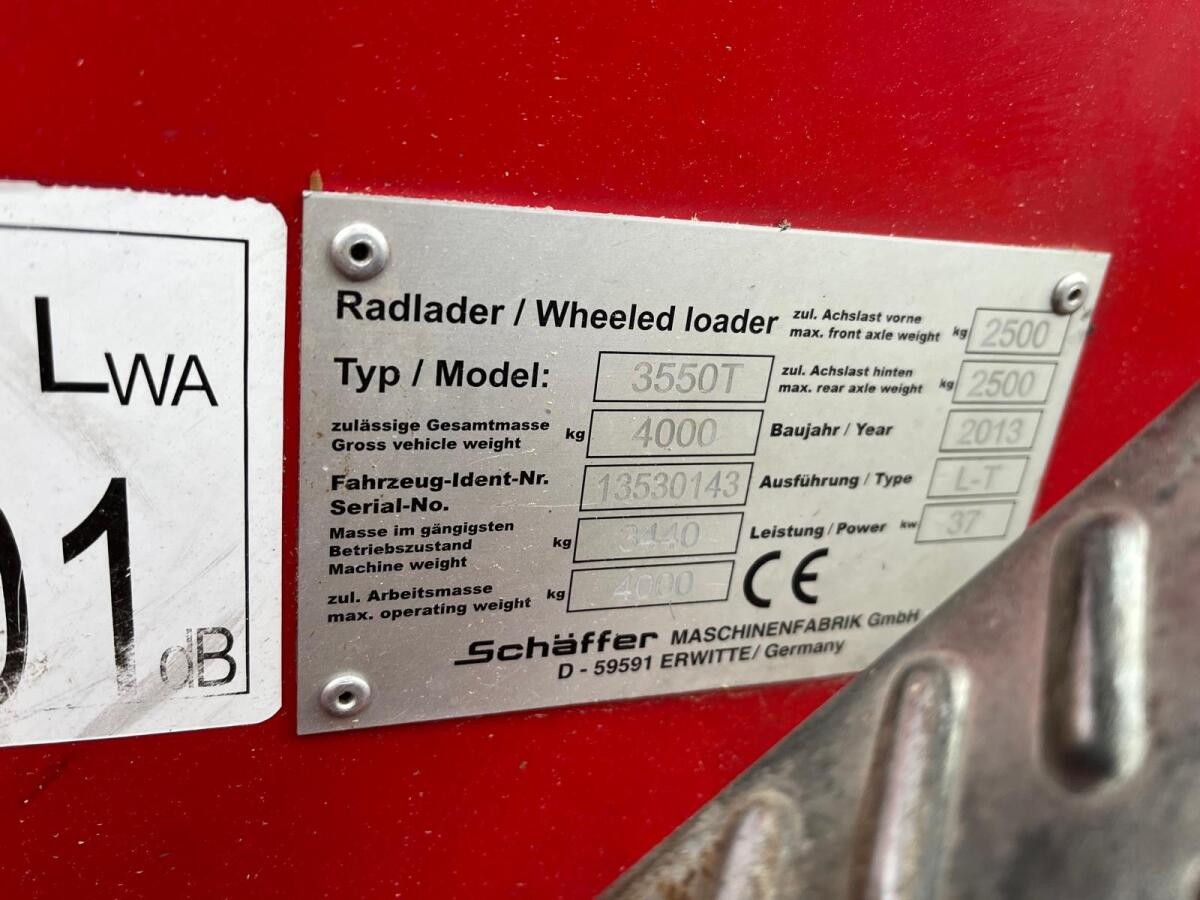 LWA
01
dB
Radlader / Wheeled loader
Typ / Model: 3550T
zulässige Gesamtmasse
Gross vehicle weight kg 4000
Fahrzeug-Ident-Nr.
Serial-No. 13530143
Masse im gängigsten
Betriebszustand
Machine weight kg 3440
zul. Arbeitsmasse
max. operating weight kg 4000
zul. Achslast vorne
max. front axle weight kg 2500
zul. Achslast hinten
max. rear axle weight kg 2500
Baujahr / Year 2013
Ausführung / Type L-T
Leistung / Power kw 37
CE
Schäffer MASCHINENFABRIK GmbH
D - 59591 ERWITTE / Germany